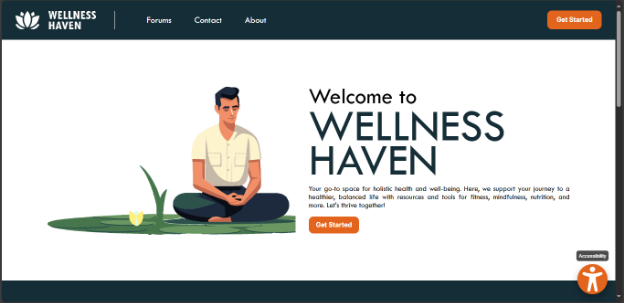 WELLNESS
HAVEN
Forums
Contact
About
Get Started
Welcome to
WELLNESS
HAVEN
Your go-to space for holistic health and well-being. Here, we support your journey to a
healthier, balanced life with resources and tools for fitness, mindfulness, nutrition, and
more. Let's thrive together!
Get Started
Accessibility